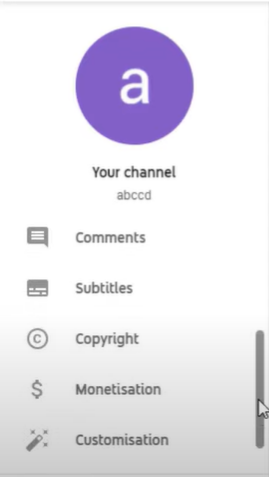 a
Your channel
abccd
Comments
Subtitles
Copyright
Monetisation
Customisation